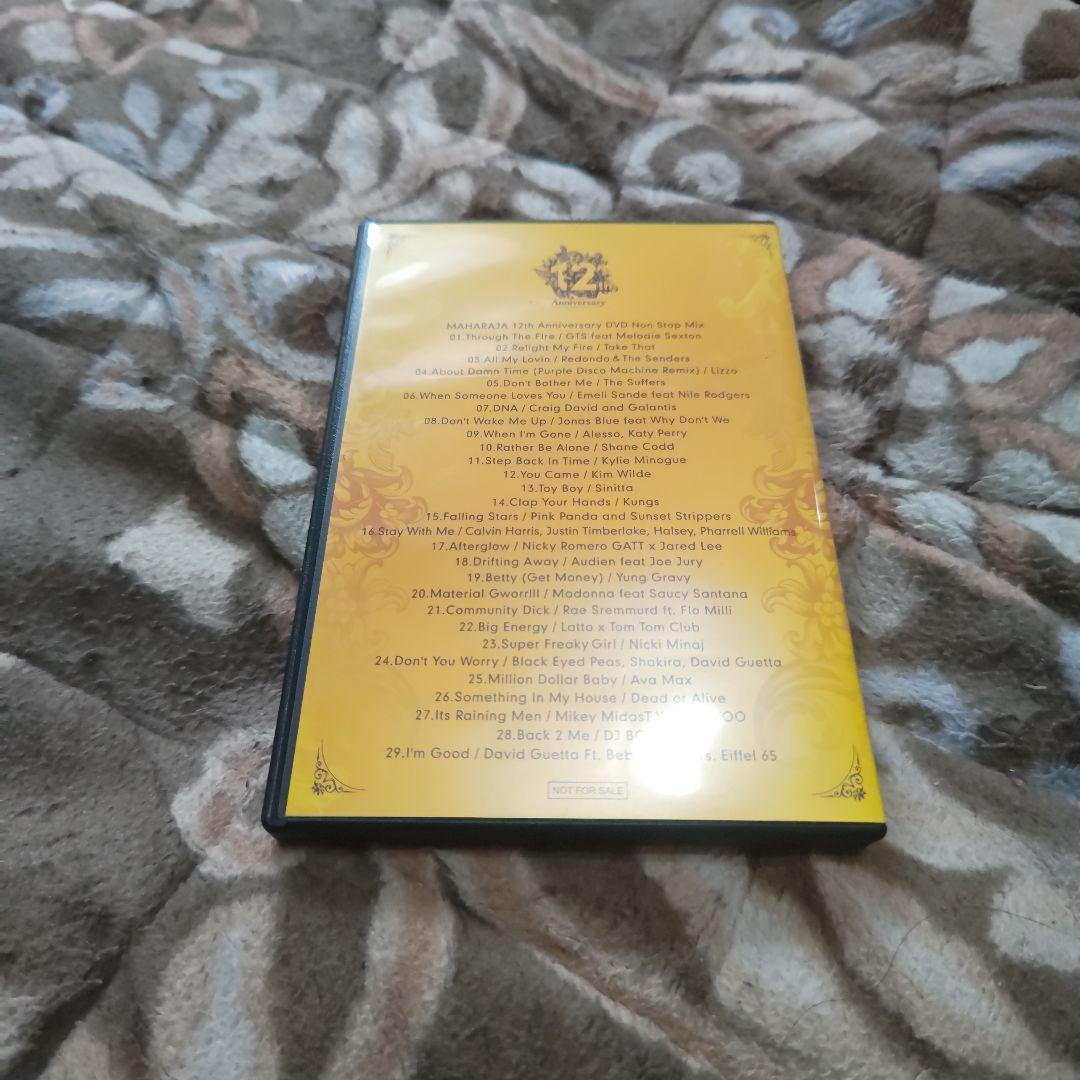 12th
Anniversary
MAHARAJA 12th Anniversary DVD Non Stop Mix
01.Through The Fire / GTS feat Melodie Sexton
02.Relight My Fire / Take That
03.All My Lovin / Redondo & The Senders
04.About Damn Time (Purple Disco Machine Remix) / Lizzo
05.Don't Bother Me / The Suffers
06.When Someone Loves You / Emeli Sande feat Nile Rodgers
07.DNA / Craig David and Galantis
08.Don't Wake Me Up / Jonas Blue feat Why Don't We
09.When I'm Gone / Alesso, Katy Perry
10.Rather Be Alone / Shane Codd
11.Step Back In Time / Kylie Minogue
12.You Came / Kim Wilde
13.Toy Boy / Sinitta
14.Clap Your Hands / Kungs
15.Falling Stars / Pink Panda and Sunset Strippers
16.Stay With Me / Calvin Harris, Justin Timberlake, Halsey, Pharrell Williams
17.Afterglow / Nicky Romero GATT x Jared Lee
18.Drifting Away / Audien feat Joe Jury
19.Betty (Get Money) / Yung Gravy
20.Material Gworrlll / Madonna feat Saucy Santana
21.Community Dick / Rae Sremmurd ft. Flo Milli
22.Big Energy / Latto x Tom Tom Club
23.Super Freaky Girl / Nicki Minaj
24.Don't You Worry / Black Eyed Peas, Shakira, David Guetta
25.Million Dollar Baby / Ava Max
26.Something In My House / Dead or Alive
27.Its Raining Men / Mikey
28.Back 2 Me / DJ
29.I'm Good / David Guetta Ft. Eiffel 65
NOT FOR SALE